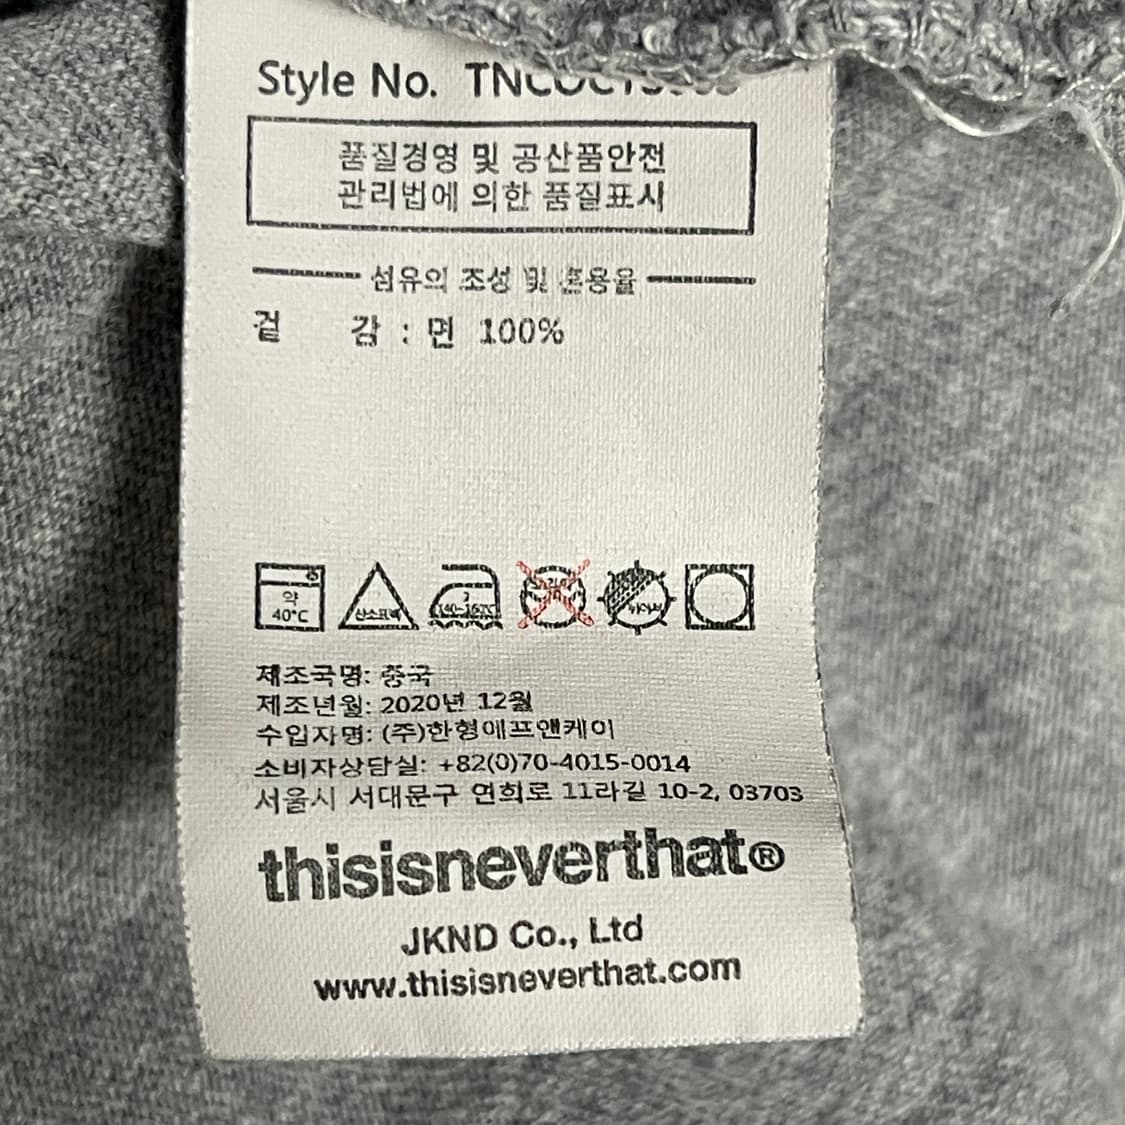 Style No.
품질경영 및 공산품안전
관리법에 의한 품질표시
섬유의 조성 및 혼용율
겉 감 : 면 100%
약
40°C
산소표백
140~160°C
제조국명: 중국
제조년월: 2020년 12월
수입자명: (주)한형에프앤케이
소비자상담실: +82(0)70-4015-0014
서울시 서대문구 연희로 11라길 10-2, 03703
thisisneverthat®
JKND Co., Ltd
www.thisisneverthat.com